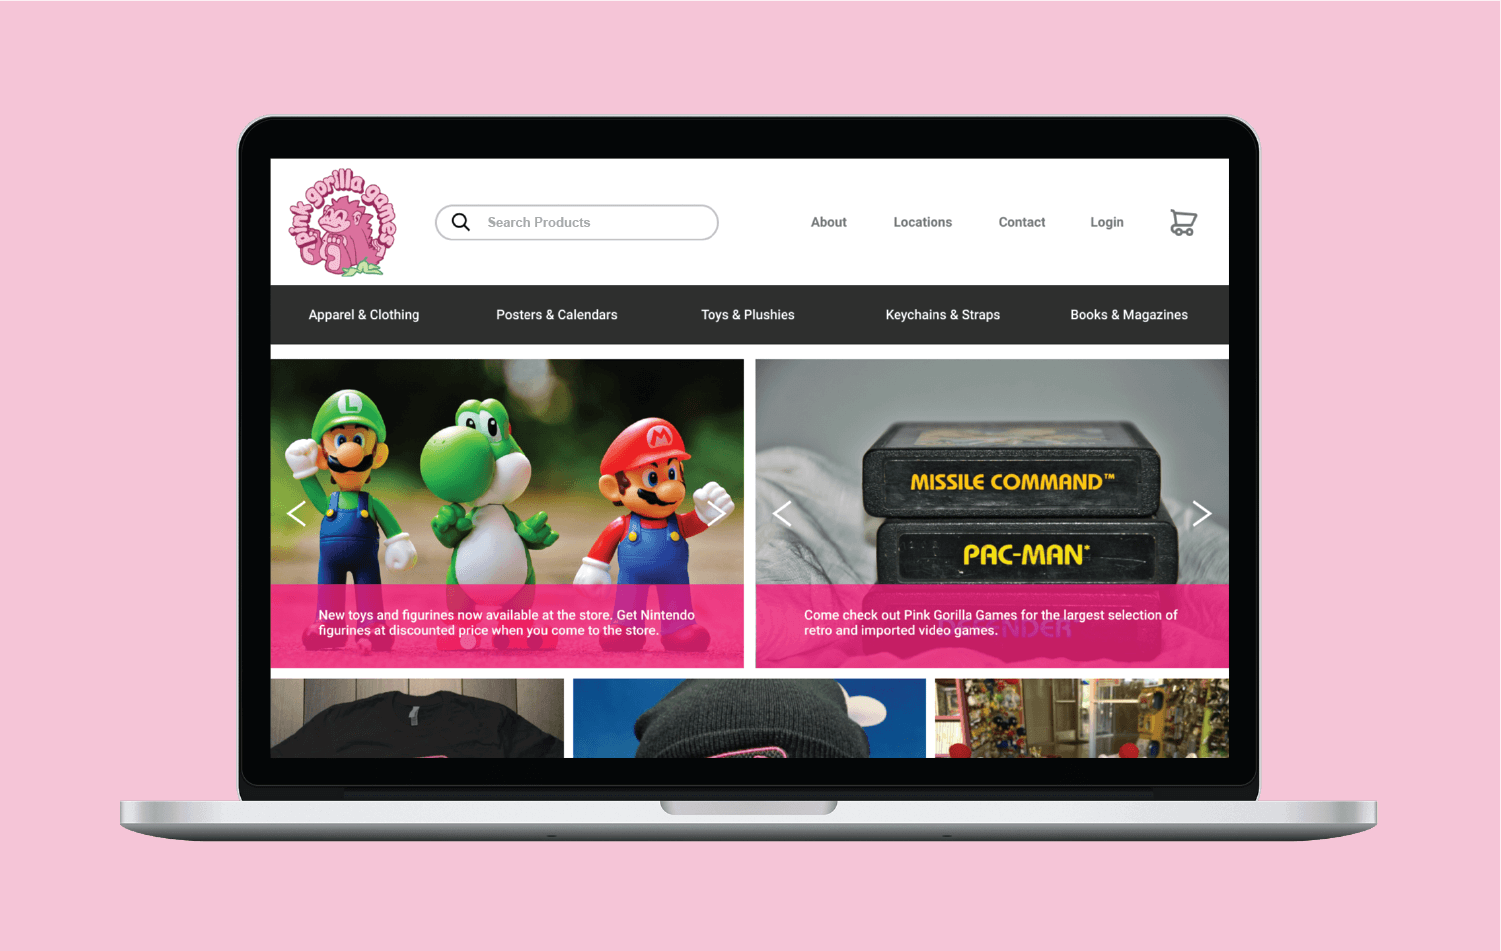 pink gorilla games
Search Products
About
Locations
Contact
Login
Apparel & Clothing
Posters & Calendars
Toys & Plushies
Keychains & Straps
Books & Magazines
L
M
MISSILE COMMAND™
PAC-MAN*
DEFENDER
New toys and figurines now available at the store. Get Nintendo
figurines at discounted price when you come to the store.
Come check out Pink Gorilla Games for the largest selection of
retro and imported video games.